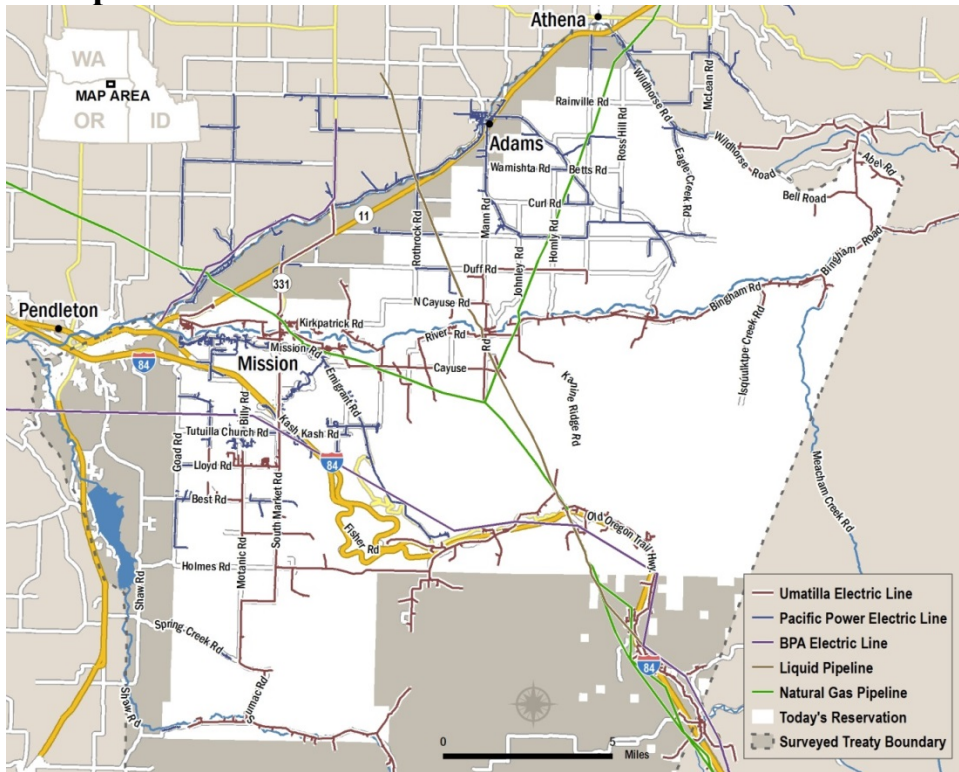 Athena
WA
MAP AREA
OR
ID
Rainville Rd
Ross Hill Rd
McLean Rd
Wildhorse Rd
Wildhorse Road
Adams
Wamishta Rd
Betts Rd
Eagle Creek Rd
Abel Rd
Bell Road
Curl Rd
11
Rothrock Rd
Mann Rd
Johnley Rd
Homly Rd
Bingham Road
331
Duff Rd
N Cayuse Rd
Bingham Rd
Pendleton
Kirkpatrick Rd
River Rd
Rd
Isquulktpe Creek Rd
84
Mission Rd
Mission
Cayuse
Emigrant Rd
Kanine Ridge Rd
Billy Rd
Kash Kash Rd
Tutuilla Church Rd
Goad Rd
84
Lloyd Rd
Meacham Creek Rd
Best Rd
South Market Rd
Fisher Rd
Old Oregon Trail Hwy
Holmes Rd
Motanic Rd
Shaw Rd
Spring Creek Rd
Shaw Rd
Sumac Rd
84
Umatilla Electric Line
Pacific Power Electric Line
BPA Electric Line
Liquid Pipeline
Natural Gas Pipeline
Today's Reservation
Surveyed Treaty Boundary
0 5
Miles